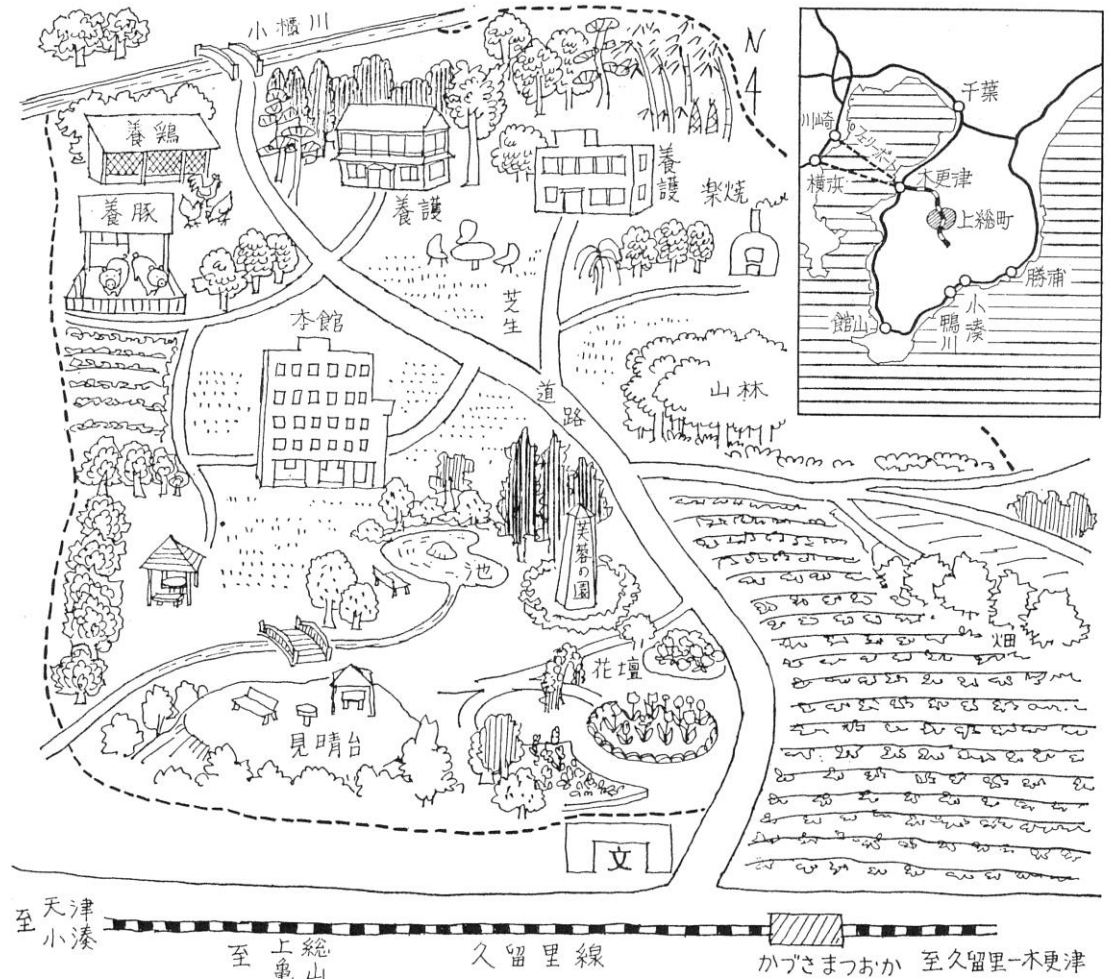 小櫃川
N
養鶏
養豚
養護
養護
楽焼
芝生
本館
道路
山林
池
芙蓉の園
花壇
畑
見晴台
文
千葉
川崎
フェリーボート
横浜
木更津
上総町
勝浦
小湊
鴨川
館山
至天津小湊
至上総亀山
久留里線
かづさまつおか
至久留里一木更津